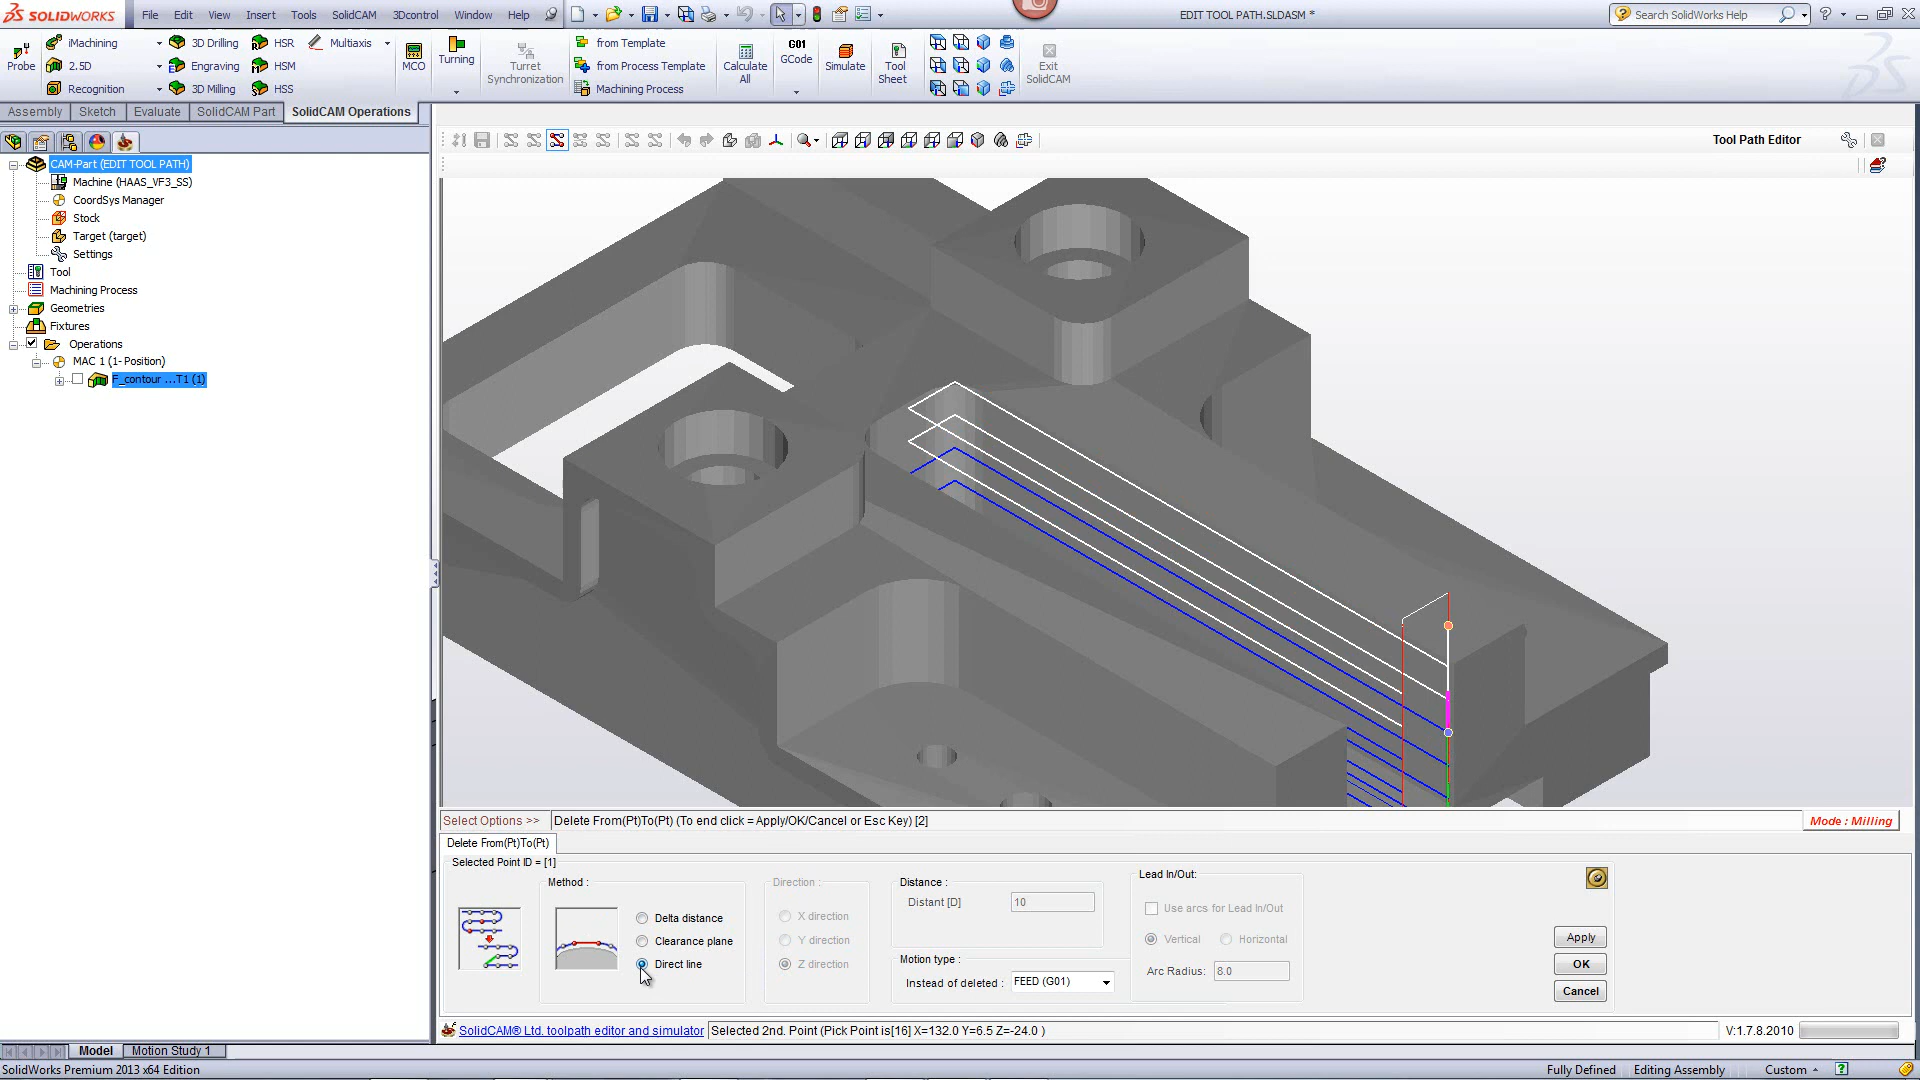 SOLIDWORKS
File Edit View Insert Tools SolidCAM 3Dcontrol Window Help
EDIT TOOL PATH.SLDASM *
Search SolidWorks Help
Probe
iMachining
2.5D
Recognition
3D Drilling
Engraving
3D Milling
HSR
HSM
HSS
Multiaxis
MCO
Turning
Turret Synchronization
from Template
from Process Template
Machining Process
Calculate All
G01
GCode
Simulate
Tool Sheet
Exit SolidCAM
Assembly Sketch Evaluate SolidCAM Part SolidCAM Operations
Tool Path Editor
CAM-Part (EDIT TOOL PATH)
Machine (HAAS_VF3_SS)
CoordSys Manager
Stock
Target (target)
Settings
Tool
Machining Process
Geometries
Fixtures
Operations
MAC 1 (1- Position)
F_contour ...T1 (1)
Select Options >> Delete From(Pt)To(Pt) (To end click = Apply/OK/Cancel or Esc Key) [2]
Mode : Milling
Delete From(Pt)To(Pt)
Selected Point ID = [1]
Method :
Delta distance
Clearance plane
Direct line
Direction :
X direction
Y direction
Z direction
Distance :
Distant [D] 10
Motion type :
Instead of deleted : FEED (G01)
Lead In/Out:
Use arcs for Lead In/Out
Vertical Horizontal
Arc Radius: 8.0
Apply
OK
Cancel
SolidCAM® Ltd. toolpath editor and simulator Selected 2nd. Point (Pick Point is[16] X=132.0 Y=6.5 Z=-24.0 )
V:1.7.8.2010
Model Motion Study 1
SolidWorks Premium 2013 x64 Edition
Fully Defined Editing Assembly Custom